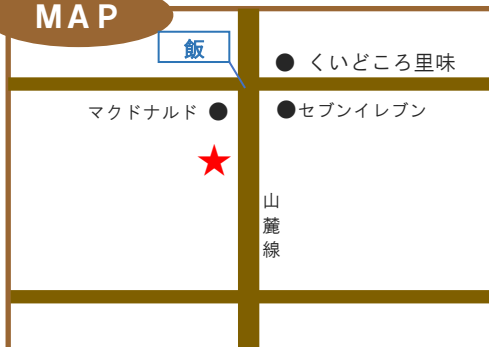 MAP
飯
くいどころ里味
マクドナルド
セブンイレブン
山麓線